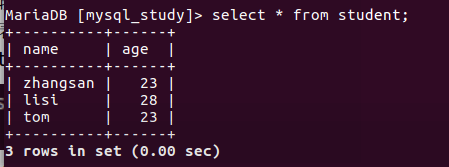 MariaDB [mysql_study]> select * from student;
+----------+------+
| name     | age  |
+----------+------+
| zhangsan |   23 |
| lisi     |   28 |
| tom      |   23 |
+----------+------+
3 rows in set (0.00 sec)